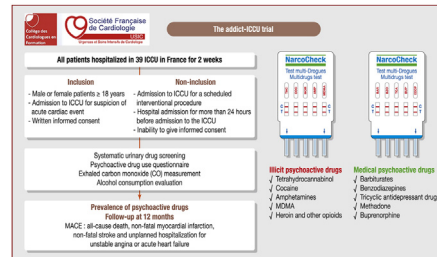 Collège des
Cardiologues en
Formation
Société Française
de Cardiologie
USIC
Urgences et Soins Intensifs de Cardiologie
The addict-ICCU trial
All patients hospitalized in 39 ICCU in France for 2 weeks
Inclusion
- Male or female patients ≥ 18 years
- Admission to ICCU for suspicion of
acute cardiac event
- Written informed consent
Non-inclusion
- Admission to ICCU for a scheduled
interventional procedure
- Hospital admission for more than 24 hours
before admission to the ICCU
- Inability to give informed consent
Systematic urinary drug screening
Psychoactive drug use questionnaire
Exhaled carbon monoxide (CO) measurement
Alcohol consumption evaluation
Prevalence of psychoactive drugs
Follow-up at 12 months
MACE : all-cause death, non-fatal myocardial infarction,
non-fatal stroke and unplanned hospitalization for
unstable angina or acute heart failure
NarcoCheck
Test multi-Drogues
Multidrugs test
NarcoCheck
Test multi-Drogues
Multidrugs test
Illicit psychoactive drugs
√ Tetrahydrocannabinol
√ Cocaine
√ Amphetamines
√ MDMA
√ Heroin and other opioids
Medical psychoactive drugs
√ Barbiturates
√ Benzodiazepines
√ Tricyclic antidepressant drug
√ Methadone
√ Buprenorphine